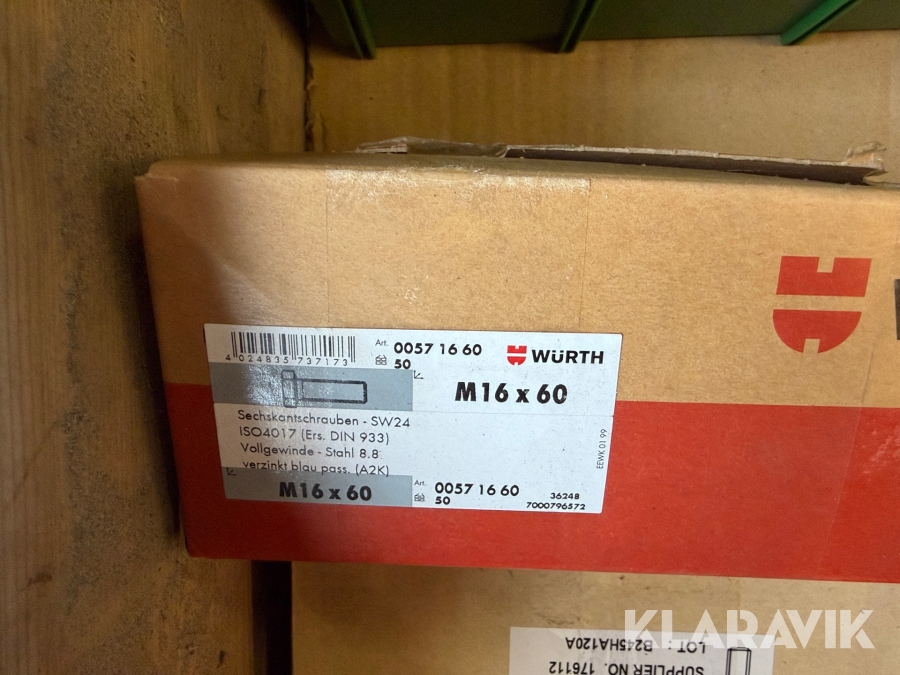 4 024835 737173
Art. 0057 16 60
50
WÜRTH
M16 x 60
Sechskantschrauben - SW24
ISO4017 (Ers. DIN 933)
Vollgewinde - Stahl 8.8
verzinkt blau pass. (A2K)
M16 x 60
Art. 0057 16 60
50
36248
7000796572
EEWK 01 99
KLARAVIK
LOT : B245HA120A
SUPPLIER NO. 176112